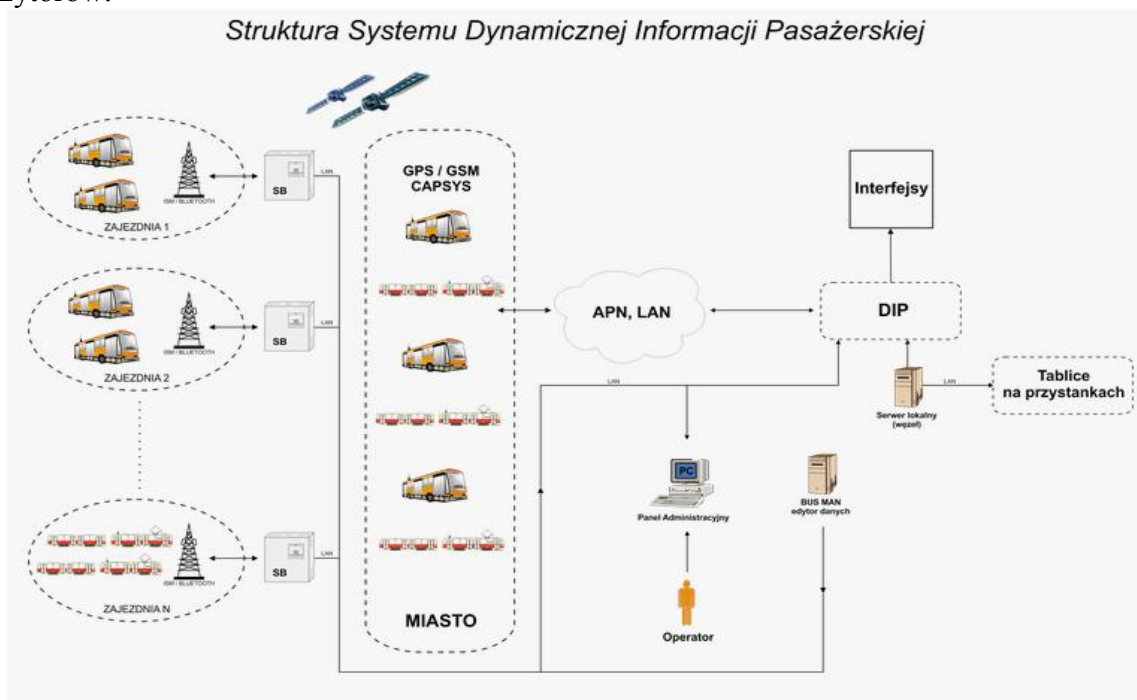 żytorów.
Struktura Systemu Dynamicznej Informacji Pasażerskiej
ISM / BLUETOOTH
ZAJEZDNIA 1
SB
LAN
ISM / BLUETOOTH
ZAJEZDNIA 2
SB
LAN
ISM / BLUETOOTH
ZAJEZDNIA N
SB
LAN
GPS / GSM
CAPSYS
MIASTO
APN, LAN
Interfejsy
DIP
LAN
Serwer lokalny
(węzeł)
LAN
Tablice
na przystankach
PC
Panel Administracyjny
Operator
BUS MAN
edytor danych